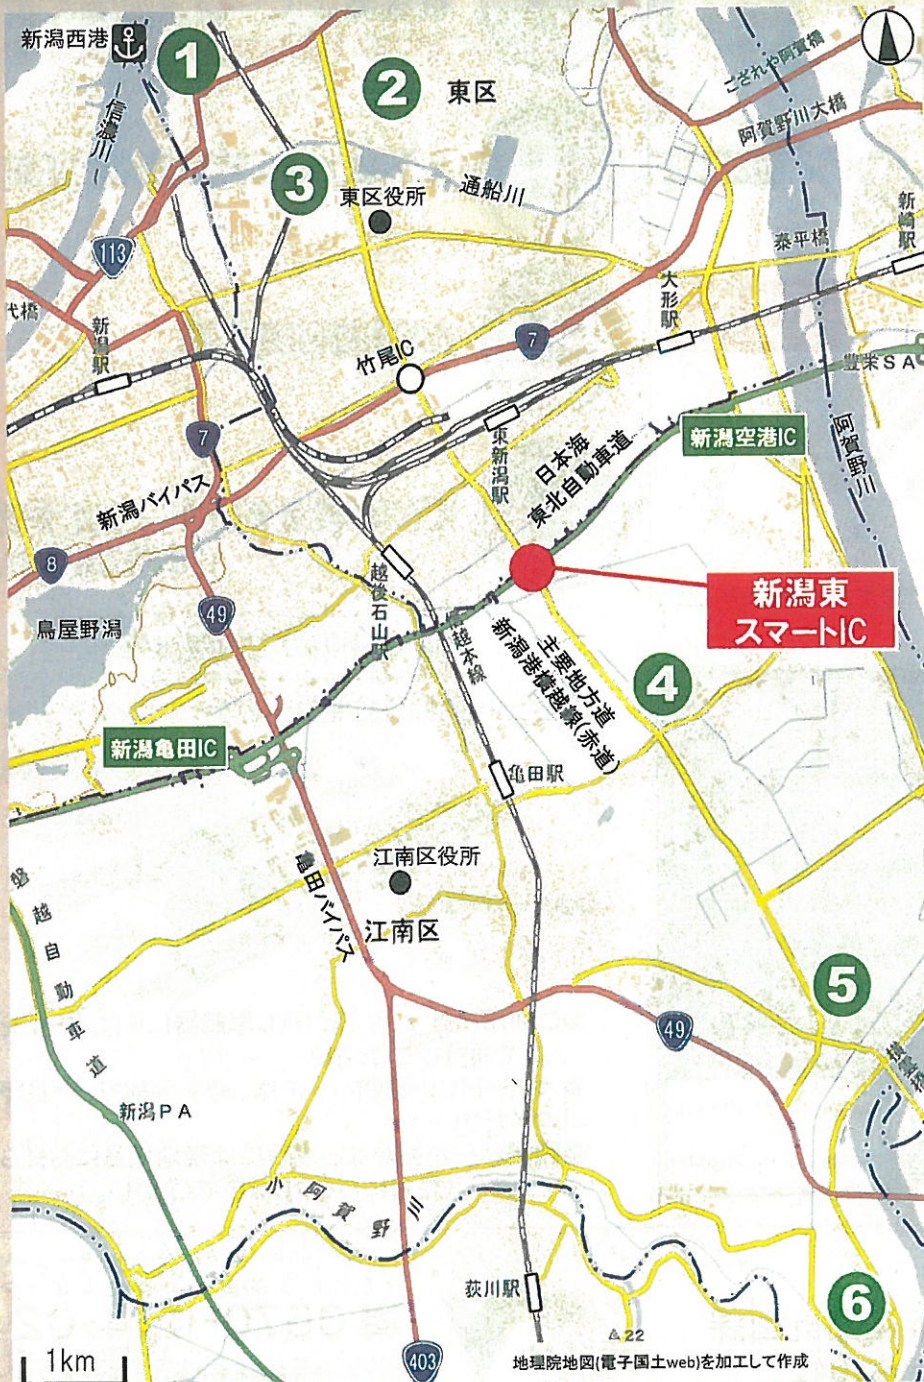 新潟西港
1
2
東区
ござれや阿賀橋
阿賀野川大橋
~信濃川~
3
東区役所
通船川
新崎駅
113
泰平橋
代橋
新潟駅
大形駅
竹尾IC
7
豊栄SA
7
東新潟駅
新潟空港IC
日本海
東北自動車道
阿賀野川
新潟バイパス
8
49
越後石山駅
新潟東
スマートIC
鳥屋野潟
越本線
主要地方道
新潟港横越線(赤道)
4
新潟亀田IC
亀田駅
江南区役所
亀田バイパス
江南区
磐越自動車道
5
49
新潟PA
小阿賀野川
荻川駅
6
22
1km
403
地理院地図(電子国土web)を加工して作成